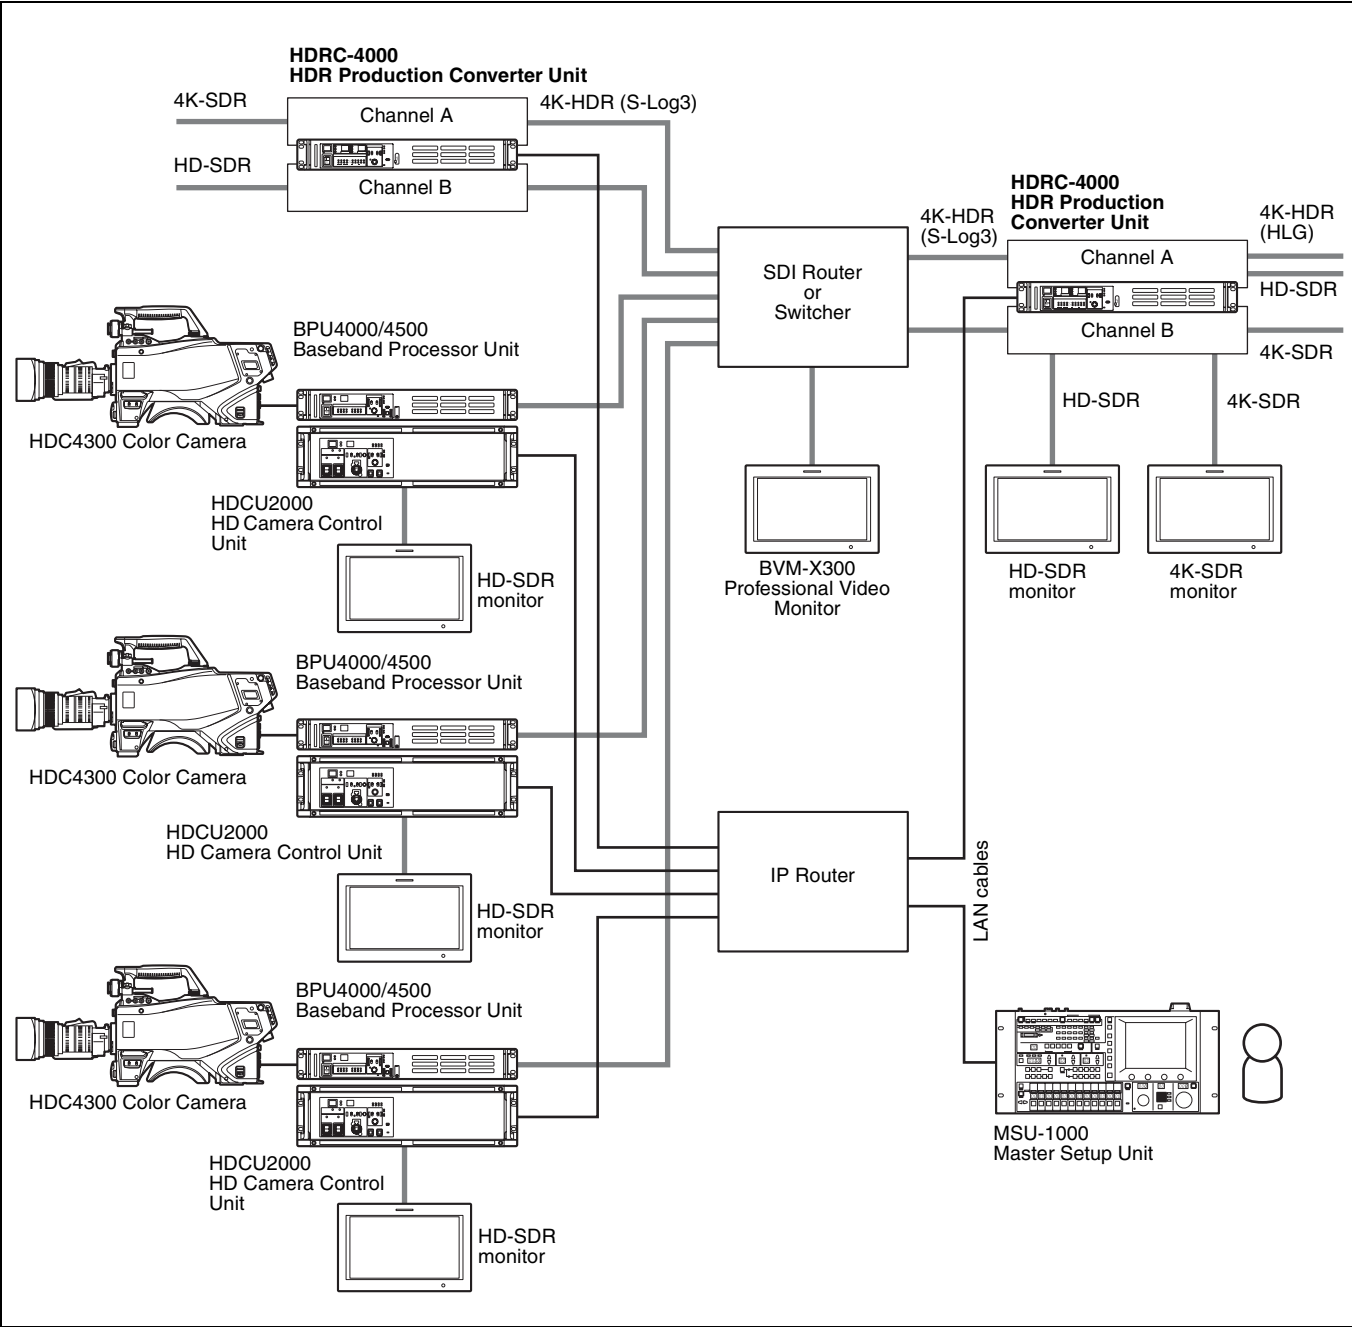 HDRC-4000
HDR Production Converter Unit
4K-SDR
Channel A
4K-HDR (S-Log3)
HD-SDR
Channel B
HDRC-4000
HDR Production
Converter Unit
4K-HDR
(S-Log3)
4K-HDR
(HLG)
Channel A
SDI Router
or
Switcher
HD-SDR
Channel B
4K-SDR
BPU4000/4500
Baseband Processor Unit
HD-SDR
4K-SDR
HDC4300 Color Camera
HDCU2000
HD Camera Control
Unit
HD-SDR
monitor
BVM-X300
Professional Video
Monitor
HD-SDR
monitor
4K-SDR
monitor
BPU4000/4500
Baseband Processor Unit
HDC4300 Color Camera
HDCU2000
HD Camera Control Unit
IP Router
LAN cables
HD-SDR
monitor
BPU4000/4500
Baseband Processor Unit
HDC4300 Color Camera
MSU-1000
Master Setup Unit
HDCU2000
HD Camera Control
Unit
HD-SDR
monitor